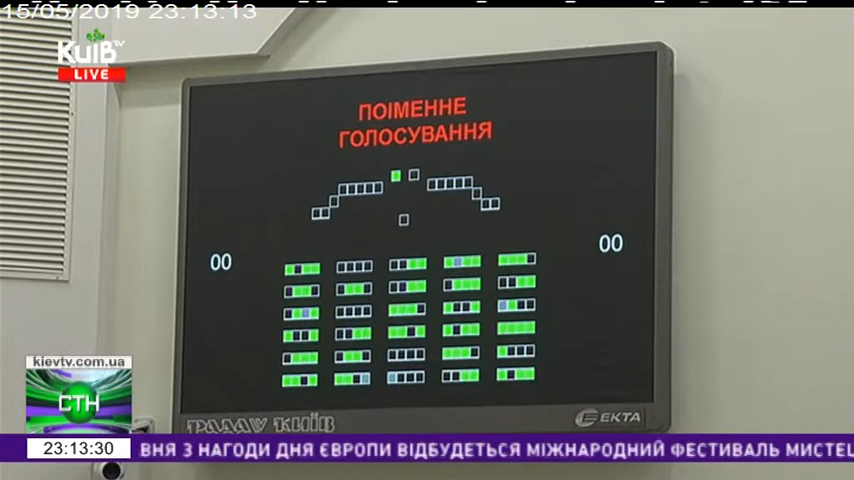 15/05/2019 23:13:13
КиЇВ tv
LIVE
ПОІМЕННЕ
ГОЛОСУВАННЯ
00
00
kievtv.com.ua
СТН
КИЇВ
ЕКТА
23:13:30
ВНЯ З НАГОДИ ДНЯ ЄВРОПИ ВІДБУДЕТЬСЯ МІЖНАРОДНИЙ ФЕСТИВАЛЬ МИСТЕЦ